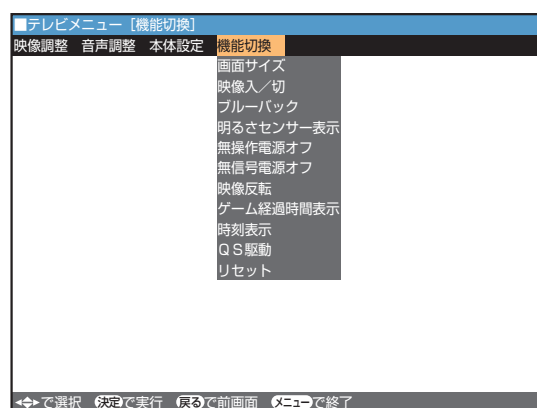 ■テレビメニュー［機能切換］
映像調整 音声調整 本体設定 機能切換
画面サイズ
映像入／切
ブルーバック
明るさセンサー表示
無操作電源オフ
無信号電源オフ
映像反転
ゲーム経過時間表示
時刻表示
ＱＳ駆動
リセット
で選択 決定で実行 戻るで前画面 メニューで終了